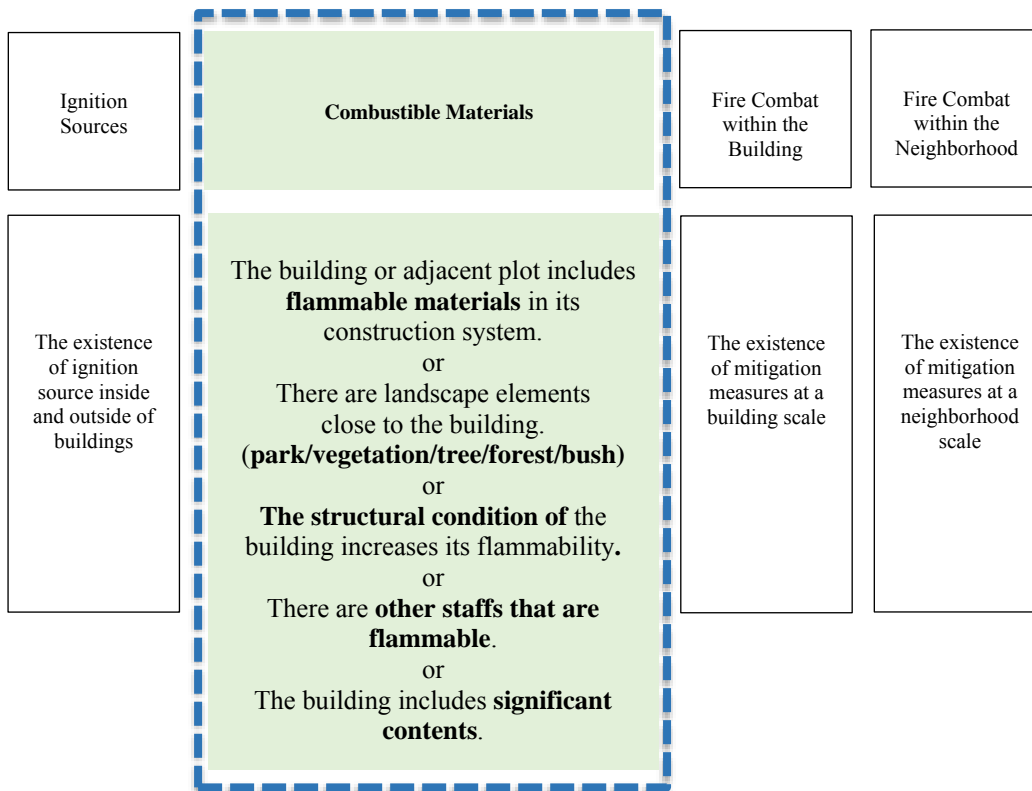 Ignition
Sources
Combustible Materials
Fire Combat
within the
Building
Fire Combat
within the
Neighborhood
The existence
of ignition
source inside
and outside of
buildings
The building or adjacent plot includes
flammable materials in its
construction system.
or
There are landscape elements
close to the building.
(park/vegetation/tree/forest/bush)
or
The structural condition of the
building increases its flammability.
or
There are other staffs that are
flammable.
or
The building includes significant
contents.
The existence
of mitigation
measures at a
building scale
The existence
of mitigation
measures at a
neighborhood
scale